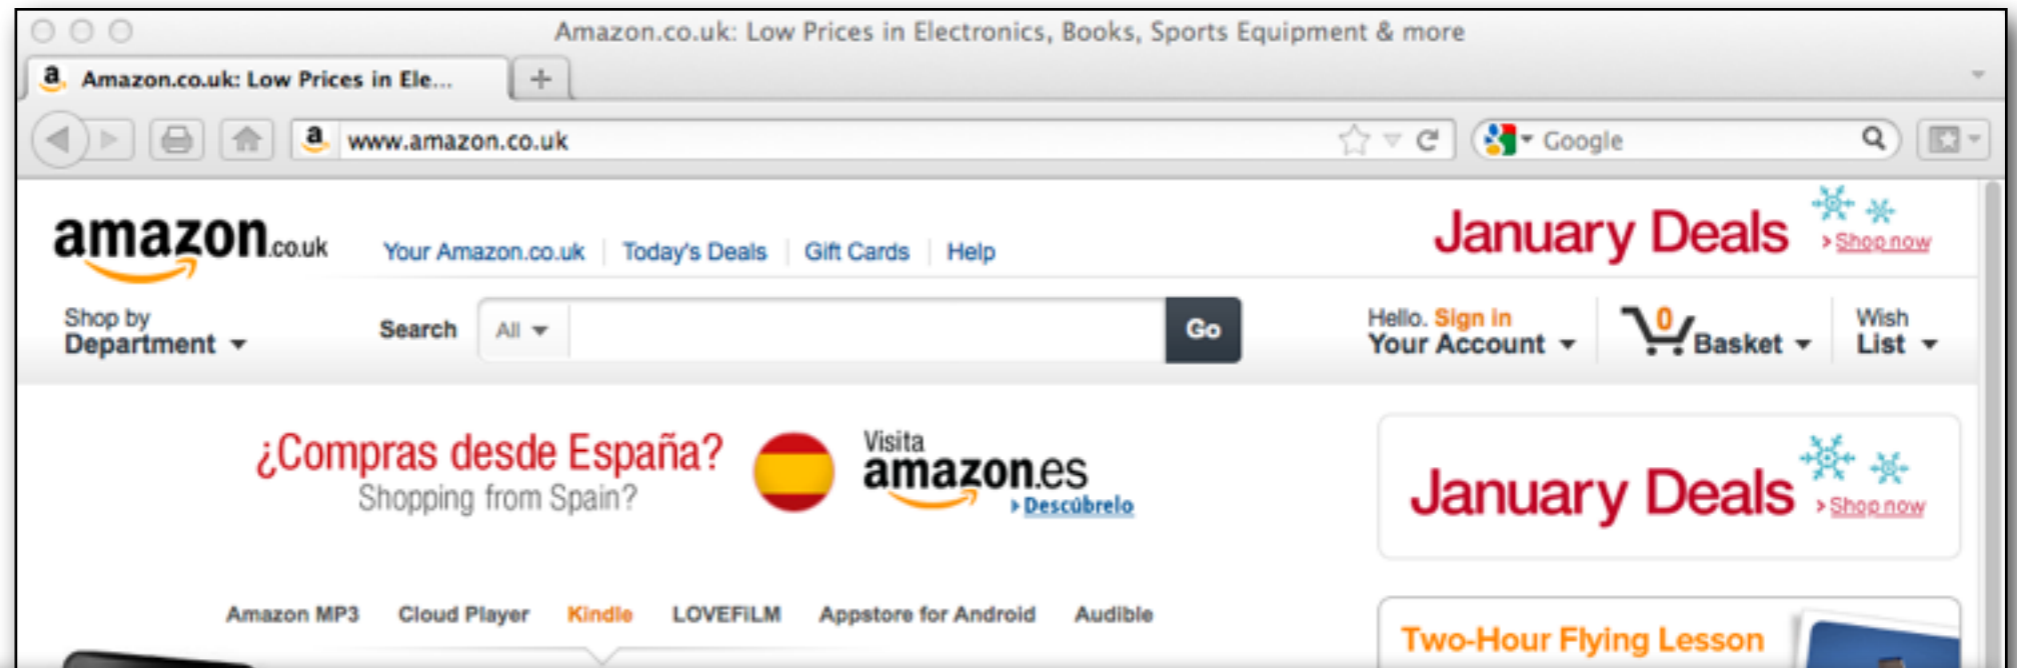 Amazon.co.uk: Low Prices in Electronics, Books, Sports Equipment & more
a Amazon.co.uk: Low Prices in Ele... +
a www.amazon.co.uk Google
January Deals
> Shop now
amazon.co.uk Your Amazon.co.uk Today's Deals Gift Cards Help
Shop by
Department
Search All Go
Hello. Sign in
Your Account
0 Basket
Wish
List
¿Compras desde España?
Shopping from Spain?
Visita
amazon.es
Descúbrelo
January Deals
> Shop now
Amazon MP3 Cloud Player Kindle LOVEFiLM Appstore for Android Audible
Two-Hour Flying Lesson